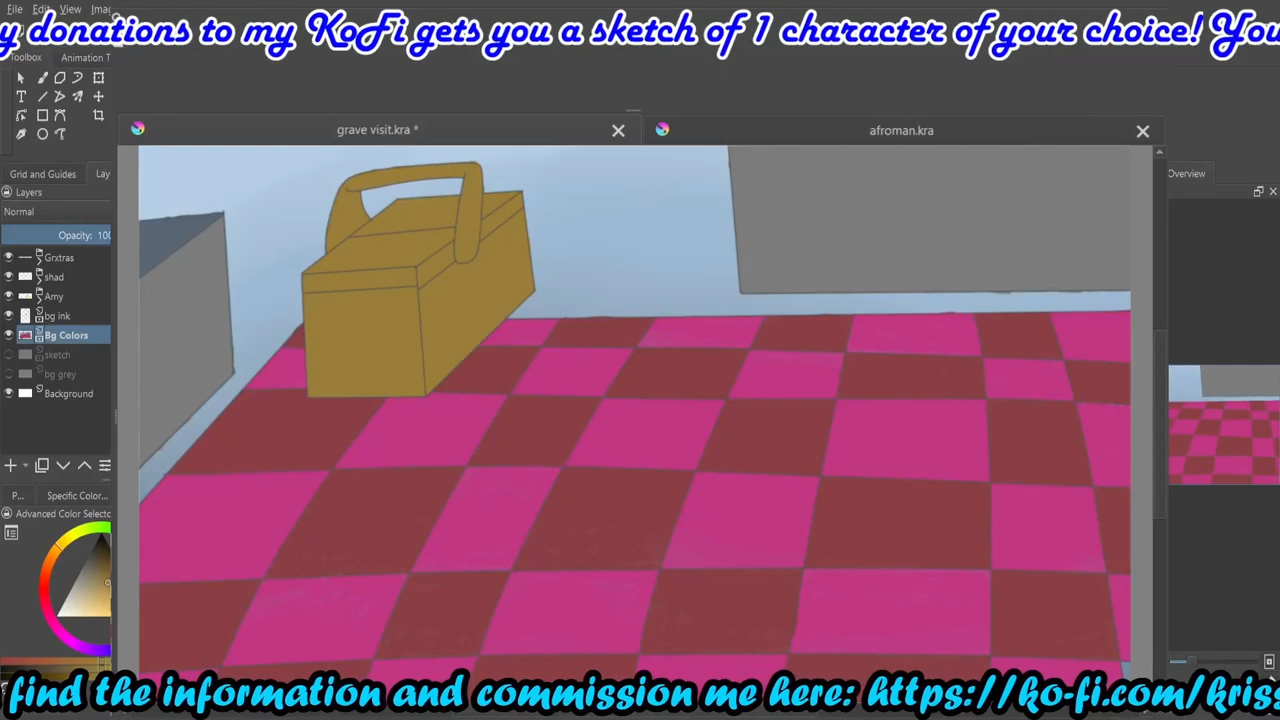 File Edit View Imag
y donations to my KoFi gets you a sketch of 1 character of your choice! You
Toolbox Animation T
grave visit.kra *
afroman.kra
Grid and Guides Lay
Overview
Layers
Normal
Opacity: 100
Grxtras
shad
Amy
bg ink
Bg Colors
sketch
bg grey
Background
P... Specific Color...
Advanced Color Selecto
find the information and commission me here: https://ko-fi.com/kriss